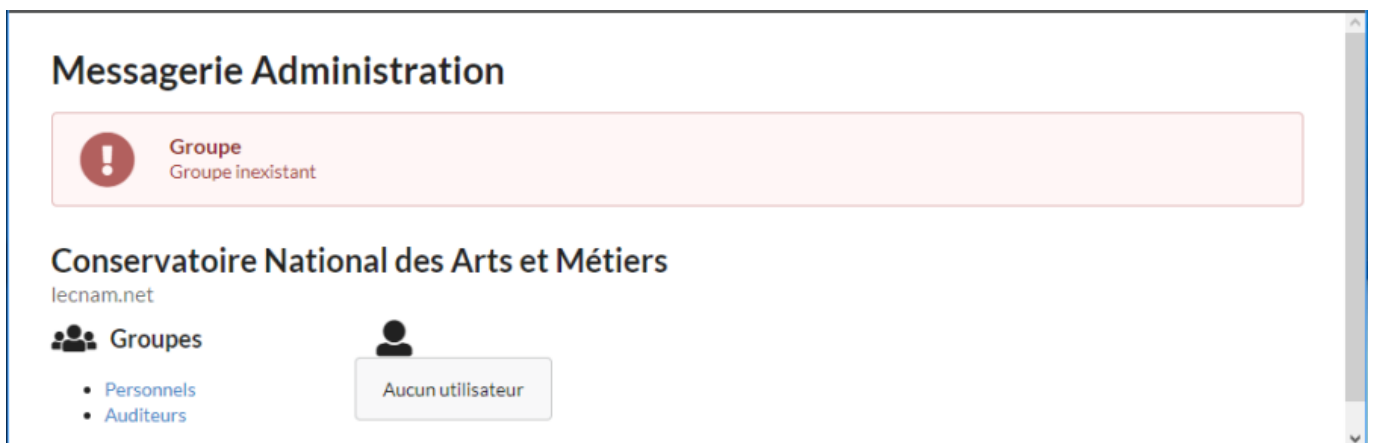 Messagerie Administration
Groupe
Groupe inexistant
Conservatoire National des Arts et Métiers
lecnam.net
Groupes
Personnels
Auditeurs
Aucun utilisateur